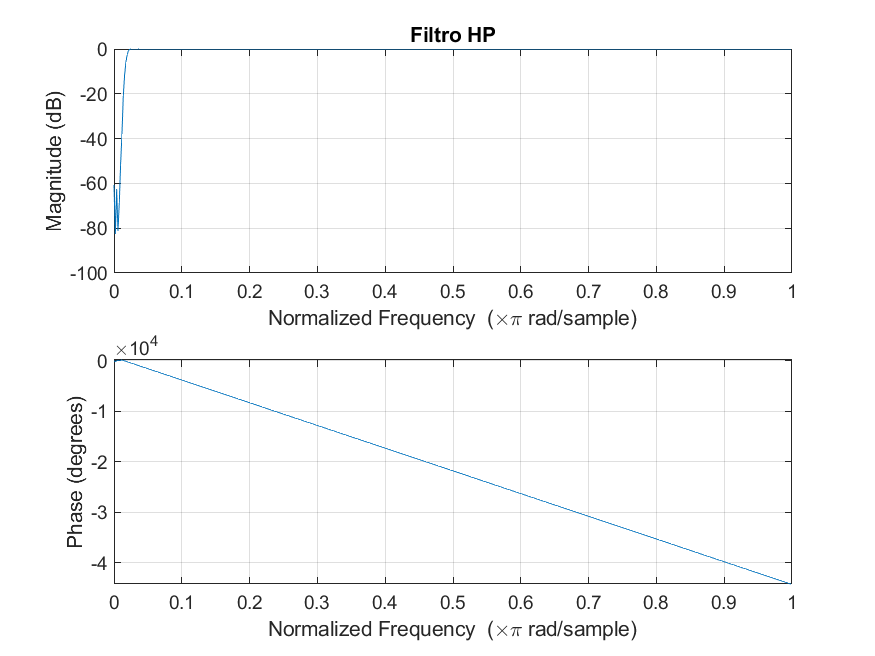 Filtro HP
0
-20
-40
-60
-80
-100
Magnitude (dB)
0 0.1 0.2 0.3 0.4 0.5 0.6 0.7 0.8 0.9 1
Normalized Frequency (×π rad/sample)
×10⁴
0
-1
-2
-3
-4
Phase (degrees)
0 0.1 0.2 0.3 0.4 0.5 0.6 0.7 0.8 0.9 1
Normalized Frequency (×π rad/sample)